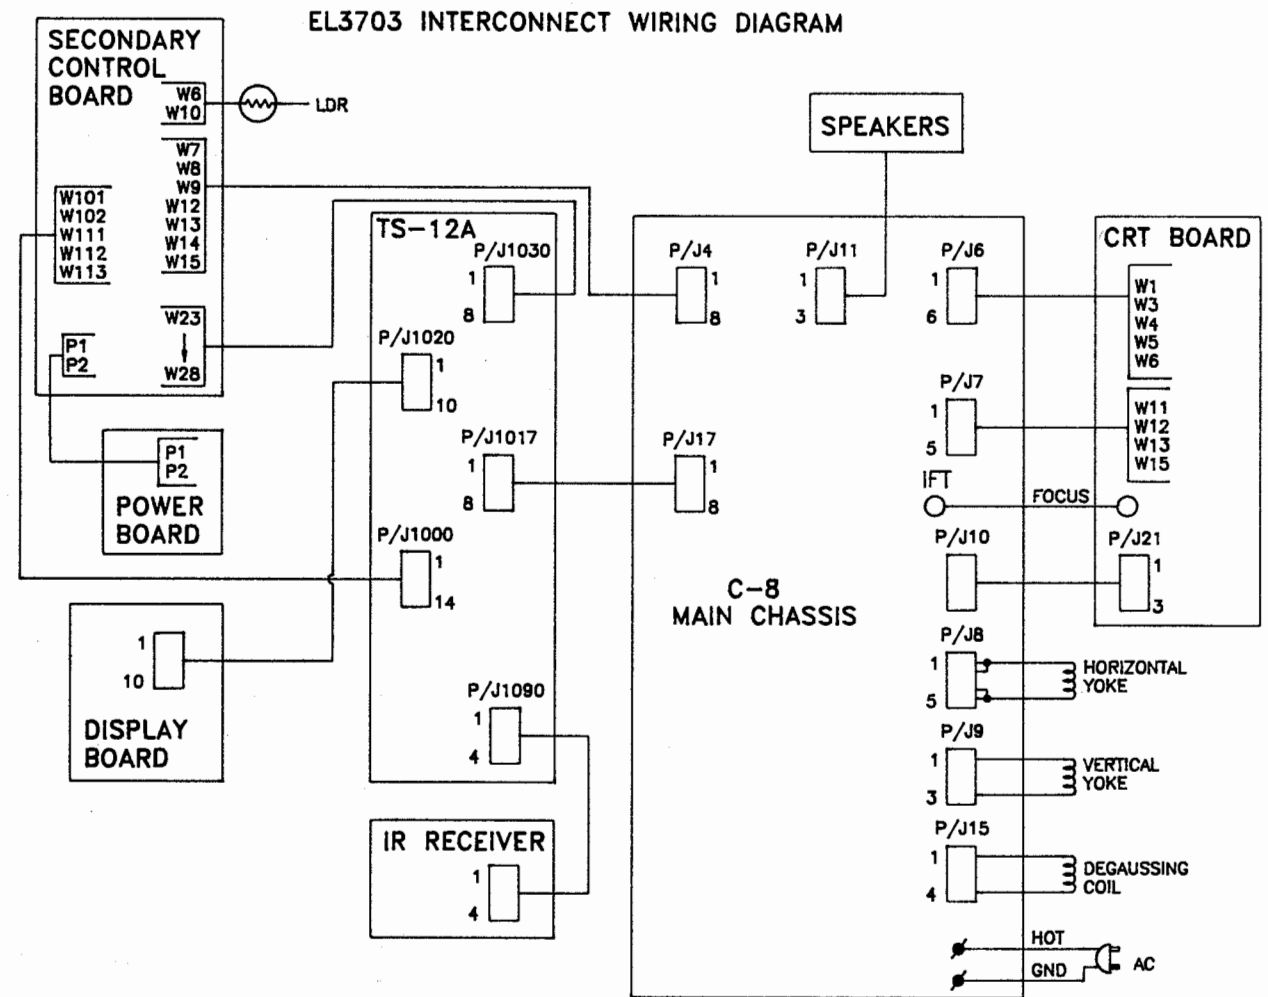 EL3703 INTERCONNECT WIRING DIAGRAM
SECONDARY
CONTROL
BOARD
W6
W10
LDR
W7
W8
W9
W12
W13
W14
W15
W101
W102
W111
W112
W113
W23
W28
P1
P2
P1
P2
POWER
BOARD
1
10
DISPLAY
BOARD
TS-12A
P/J1030
1
8
P/J1020
1
10
P/J1017
1
8
P/J1000
1
14
P/J1090
1
4
IR RECEIVER
1
4
SPEAKERS
P/J4
1
8
P/J11
1
3
P/J6
1
6
P/J7
1
5
P/J17
1
8
IFT
FOCUS
P/J10
C-8
MAIN CHASSIS
P/J8
1
5
HORIZONTAL
YOKE
P/J9
1
3
VERTICAL
YOKE
P/J15
1
4
DEGAUSSING
COIL
HOT
GND
AC
CRT BOARD
W1
W3
W4
W5
W6
W11
W12
W13
W15
P/J21
1
3